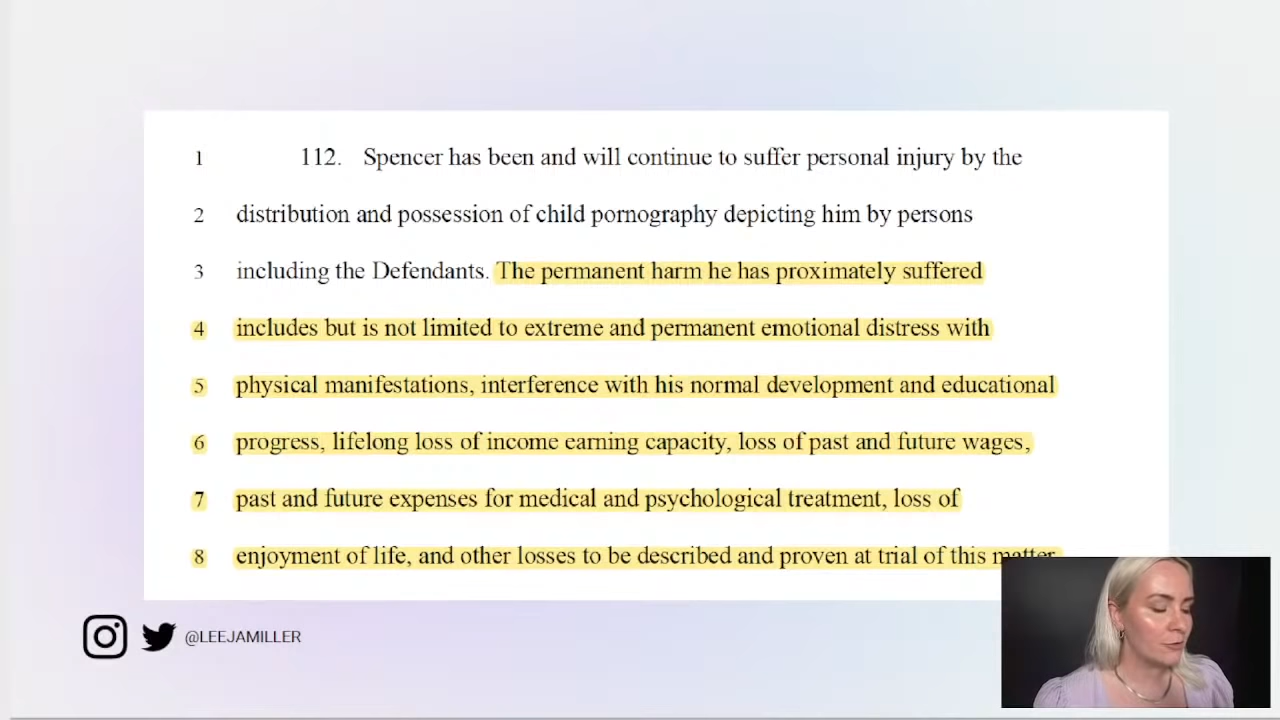 1 112. Spencer has been and will continue to suffer personal injury by the
2 distribution and possession of child pornography depicting him by persons
3 including the Defendants. The permanent harm he has proximately suffered
4 includes but is not limited to extreme and permanent emotional distress with
5 physical manifestations, interference with his normal development and educational
6 progress, lifelong loss of income earning capacity, loss of past and future wages,
7 past and future expenses for medical and psychological treatment, loss of
8 enjoyment of life, and other losses to be described and proven at trial of this matter
@LEEJAMILLER